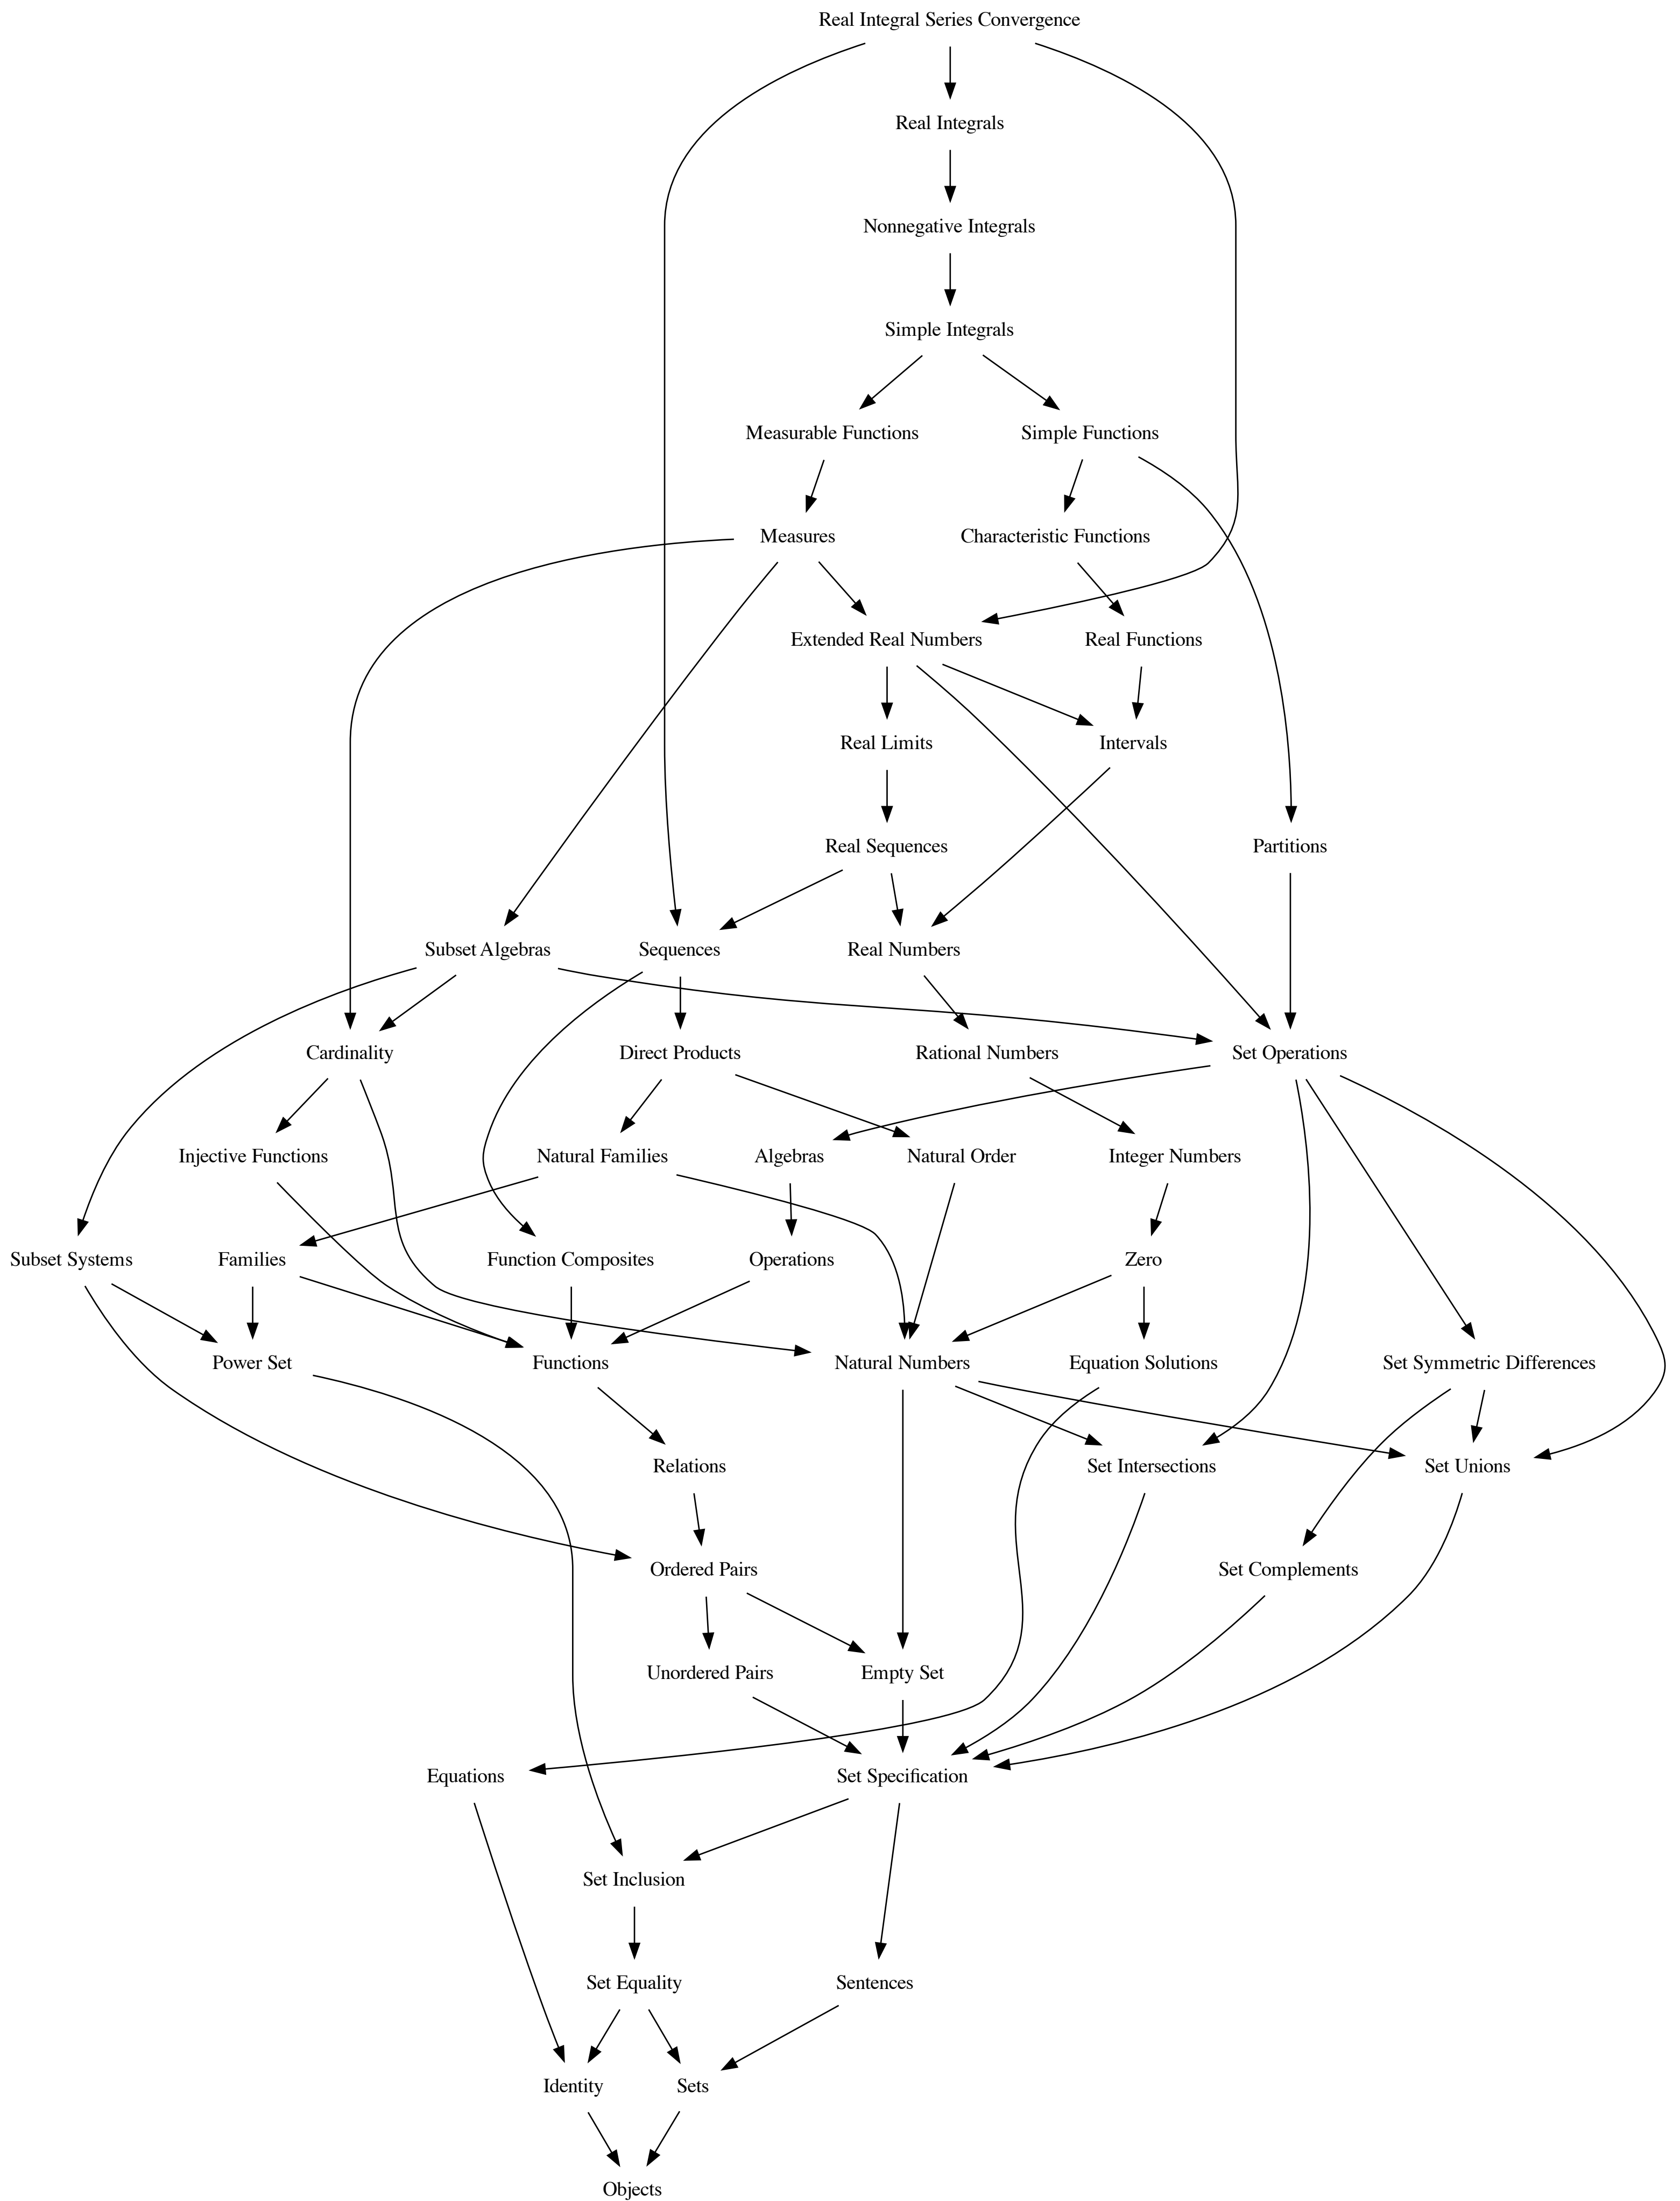 Real Integral Series Convergence
Real Integrals
Nonnegative Integrals
Simple Integrals
Measurable Functions
Simple Functions
Measures
Characteristic Functions
Extended Real Numbers
Real Functions
Real Limits
Intervals
Real Sequences
Partitions
Subset Algebras
Sequences
Real Numbers
Cardinality
Direct Products
Rational Numbers
Set Operations
Injective Functions
Natural Families
Algebras
Natural Order
Integer Numbers
Subset Systems
Families
Function Composites
Operations
Zero
Power Set
Functions
Natural Numbers
Equation Solutions
Set Symmetric Differences
Relations
Set Intersections
Set Unions
Ordered Pairs
Set Complements
Unordered Pairs
Empty Set
Equations
Set Specification
Set Inclusion
Set Equality
Sentences
Identity
Sets
Objects